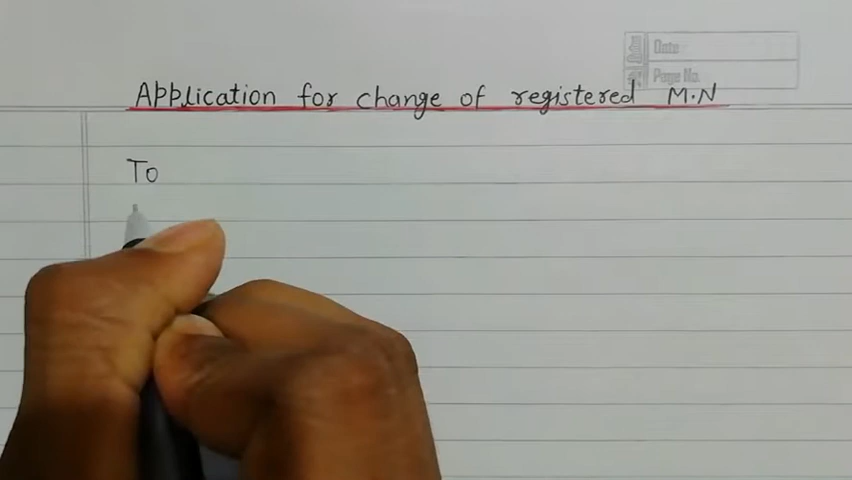 Date
Page No.
Application for change of registered M.N
To